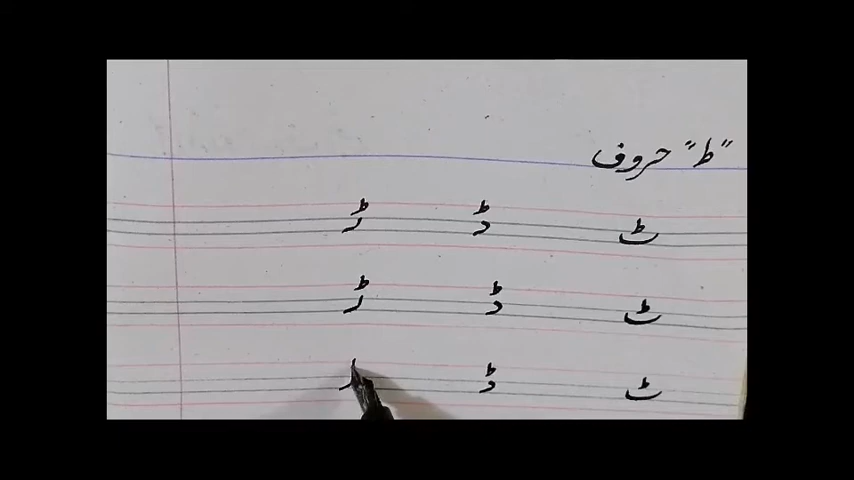 "ط" حروف
ٹ ڈ ڑ
ٹ ڈ ڑ
ٹ ڈ